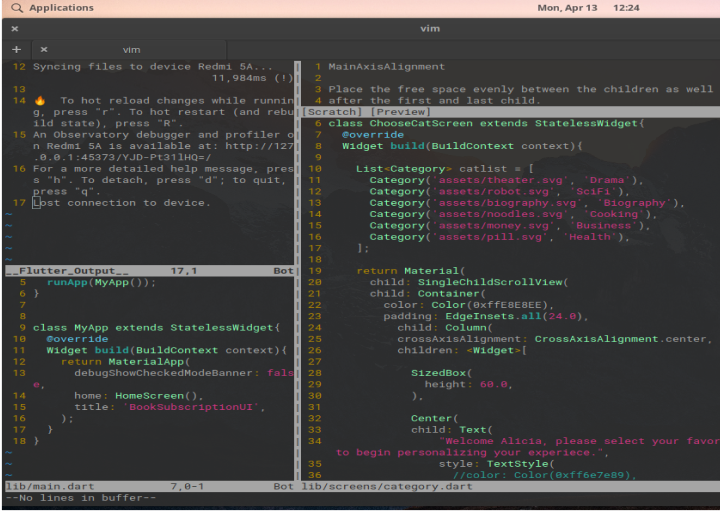 Applications
Mon, Apr 13 12:24
vim
+ × vim
12 Syncing files to device Redmi 5A...
11,984ms (!)
13
14 🔥 To hot reload changes while runnin
g, press "r". To hot restart (and rebu
ild state), press "R".
15 An Observatory debugger and profiler o
n Redmi 5A is available at: http://127
.0.0.1:45373/YJD-Pt31lHQ=/
16 For a more detailed help message, pres
s "h". To detach, press "d"; to quit,
press "q".
17 Lost connection to device.
~
~
~
~
~
__Flutter_Output__ 17,1 Bot
5 runApp(MyApp());
6 }
7
8
9 class MyApp extends StatelessWidget{
10 @override
11 Widget build(BuildContext context){
12 return MaterialApp(
13 debugShowCheckedModeBanner: fals
e,
14 home: HomeScreen(),
15 title: 'BookSubscriptionUI',
16 );
17 }
18 }
~
~
~
lib/main.dart 7,0-1 Bot
1 MainAxisAlignment
2
3 Place the free space evenly between the children as well
4 after the first and last child.
[Scratch] [Preview]
6 class ChooseCatScreen extends StatelessWidget{
7 @override
8 Widget build(BuildContext context){
9
10 List<Category> catlist = [
11 Category('assets/theater.svg', 'Drama'),
12 Category('assets/robot.svg', 'SciFi'),
13 Category('assets/biography.svg', 'Biography'),
14 Category('assets/noodles.svg', 'Cooking'),
15 Category('assets/money.svg', 'Business'),
16 Category('assets/pill.svg', 'Health'),
17 ];
18
19 return Material(
20 child: SingleChildScrollView(
21 child: Container(
22 color: Color(0xffE8E8EE),
23 padding: EdgeInsets.all(24.0),
24 child: Column(
25 crossAxisAlignment: CrossAxisAlignment.center,
26 children: <Widget>[
27
28 SizedBox(
29 height: 60.0,
30 ),
31
32 Center(
33 child: Text(
34 "Welcome Alicia, please select your favor
to begin personalizing your experiece.",
35 style: TextStyle(
36 //color: Color(0xff6e7e89),
lib/screens/category.dart
--No lines in buffer--